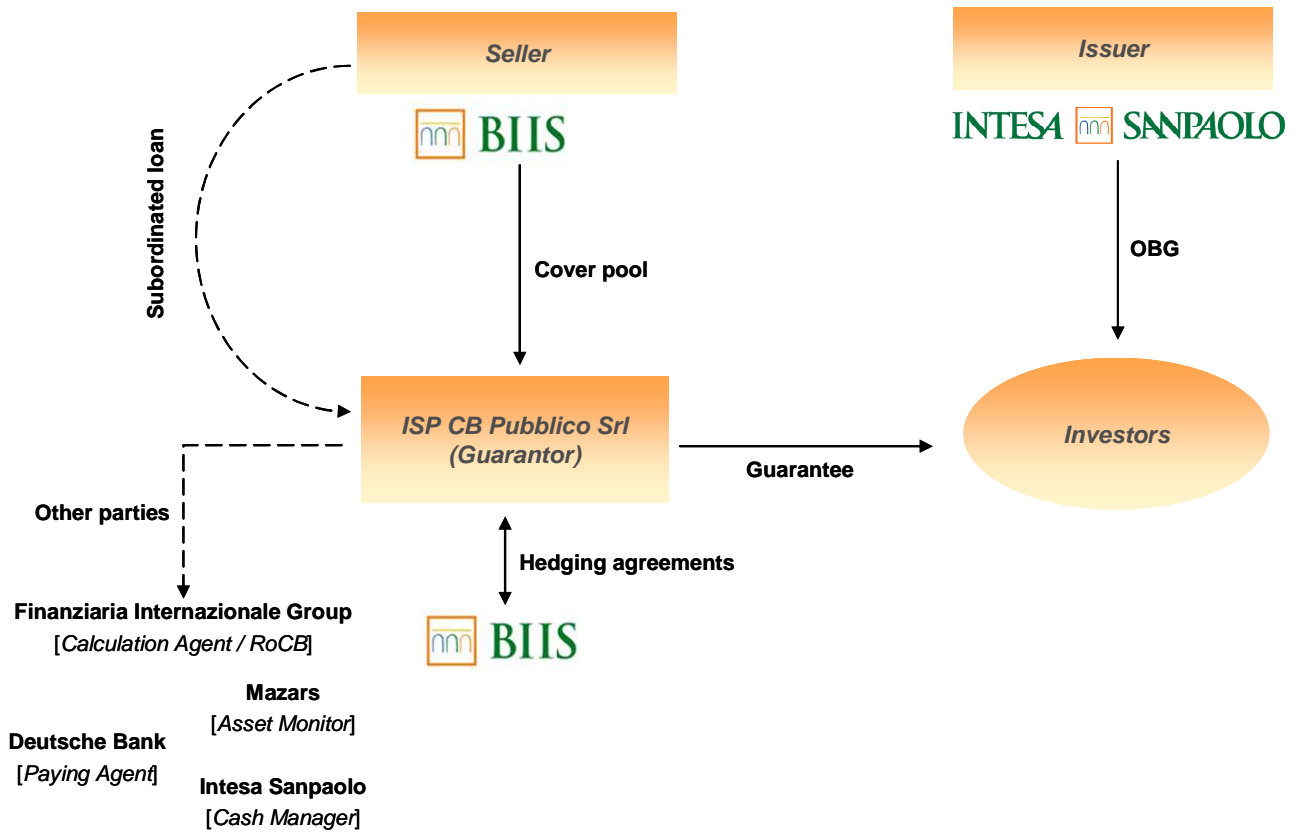 Seller
Issuer
BIIS
INTESA SANPAOLO
Subordinated loan
Cover pool
OBG
ISP CB Pubblico Srl
(Guarantor)
Guarantee
Investors
Other parties
Hedging agreements
BIIS
Finanziaria Internazionale Group
[Calculation Agent / RoCB]
Mazars
[Asset Monitor]
Deutsche Bank
[Paying Agent]
Intesa Sanpaolo
[Cash Manager]